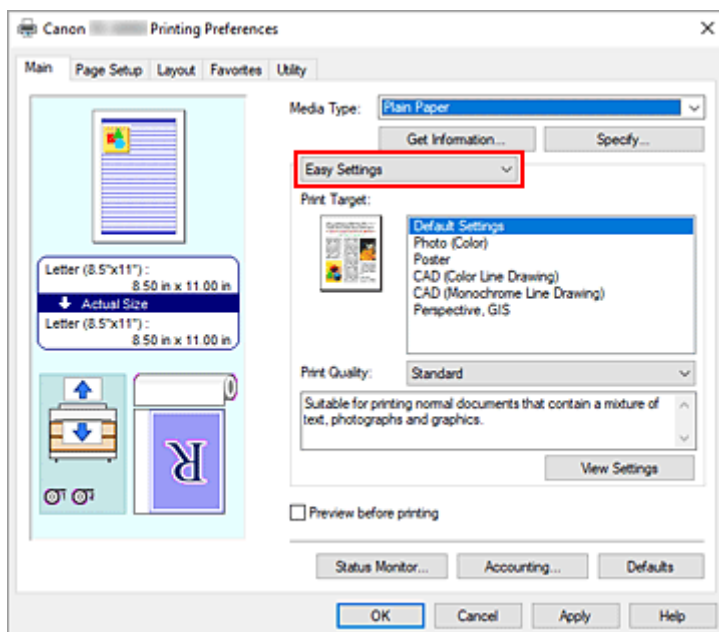 Canon Printing Preferences
Main Page Setup Layout Favorites Utility
Media Type: Plain Paper
Get Information... Specify...
Easy Settings
Print Target:
Default Settings
Photo (Color)
Poster
CAD (Color Line Drawing)
CAD (Monochrome Line Drawing)
Perspective, GIS
Letter (8.5"x11") :
8.50 in x 11.00 in
Actual Size
Letter (8.5"x11") :
8.50 in x 11.00 in
Print Quality: Standard
Suitable for printing normal documents that contain a mixture of
text, photographs and graphics.
R
View Settings
Preview before printing
Status Monitor... Accounting... Defaults
OK Cancel Apply Help